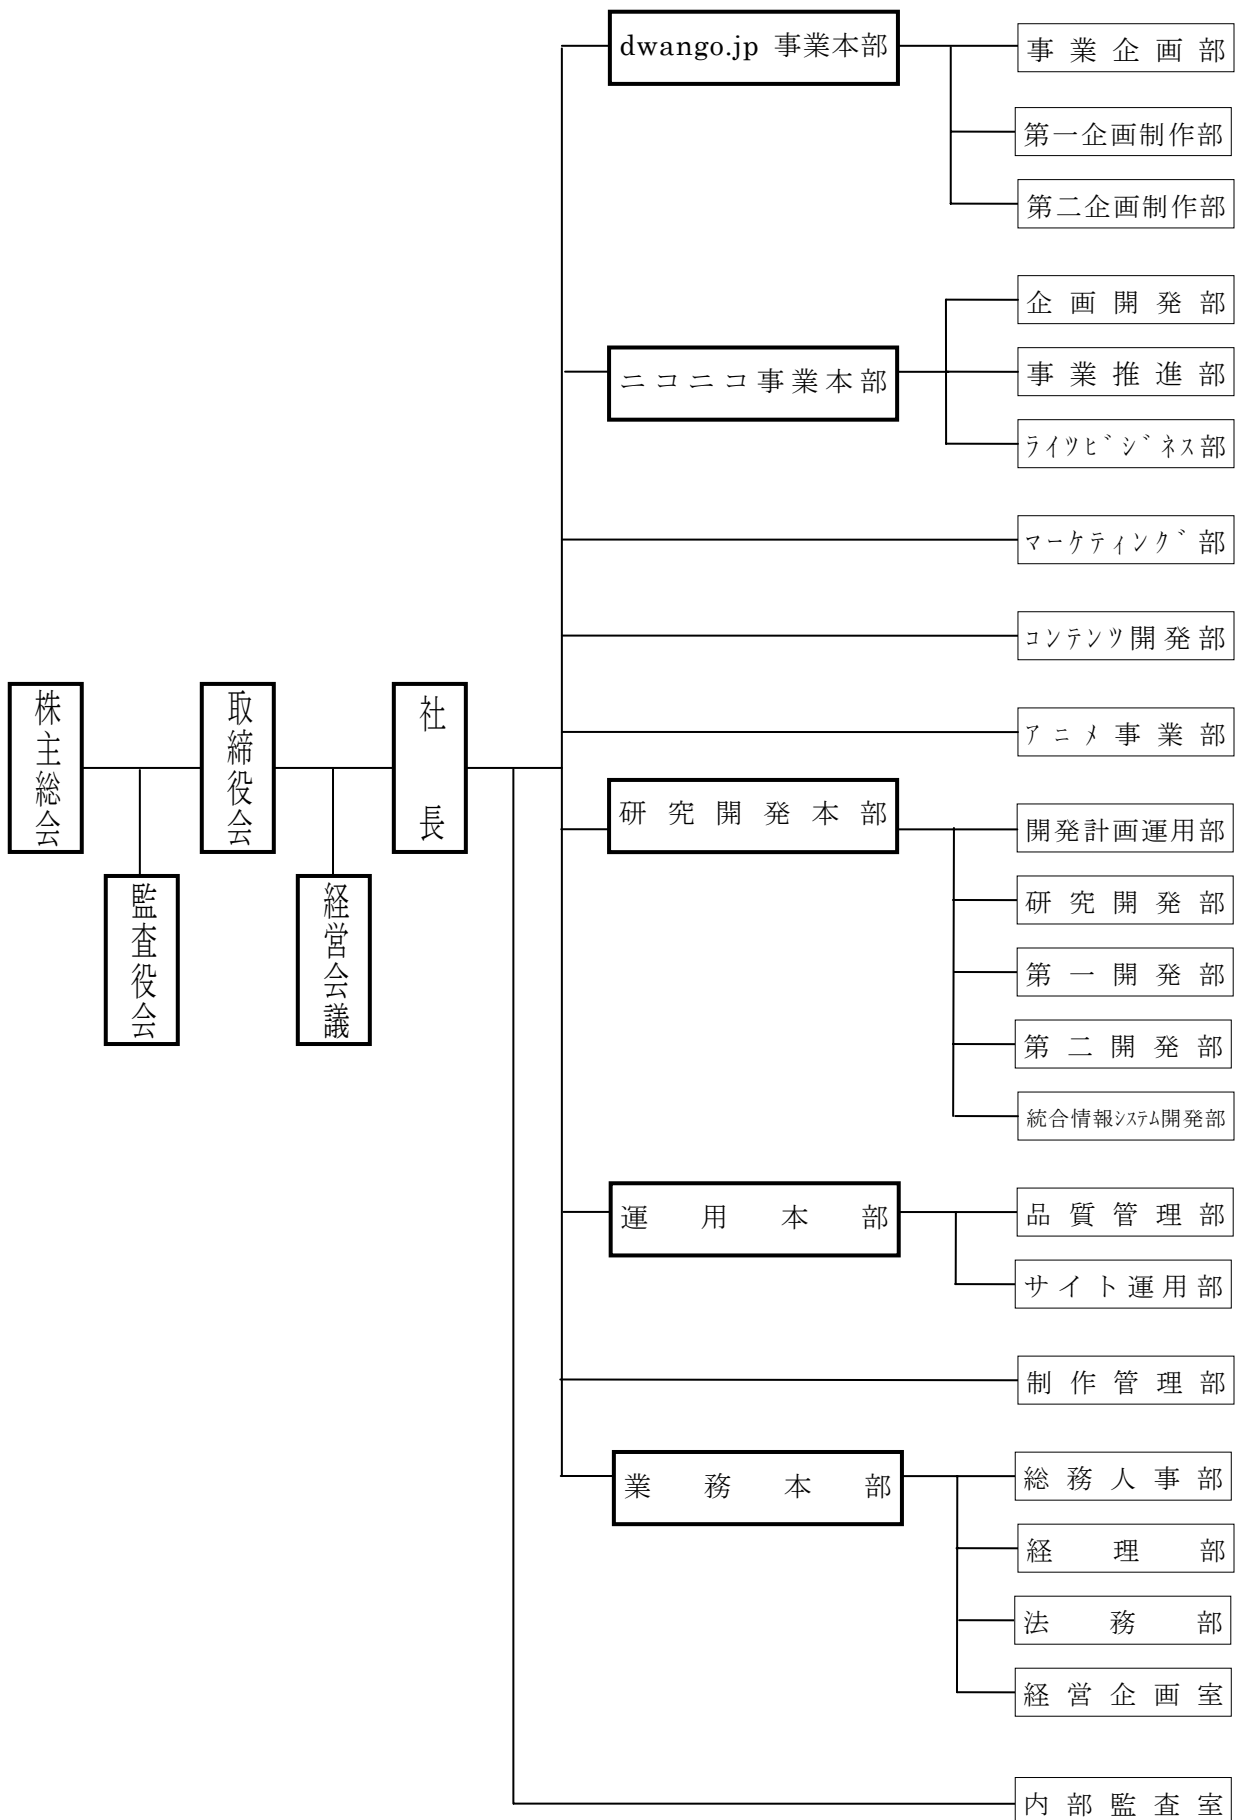 株主総会
監査役会
取締役会
経営会議
社長
dwango.jp 事業本部
事業企画部
第一企画制作部
第二企画制作部
ニコニコ事業本部
企画開発部
事業推進部
ライツビジネス部
マーケティング部
コンテンツ開発部
アニメ事業部
研究開発本部
開発計画運用部
研究開発部
第一開発部
第二開発部
統合情報システム開発部
運用本部
品質管理部
サイト運用部
制作管理部
業務本部
総務人事部
経理部
法務部
経営企画室
内部監査室